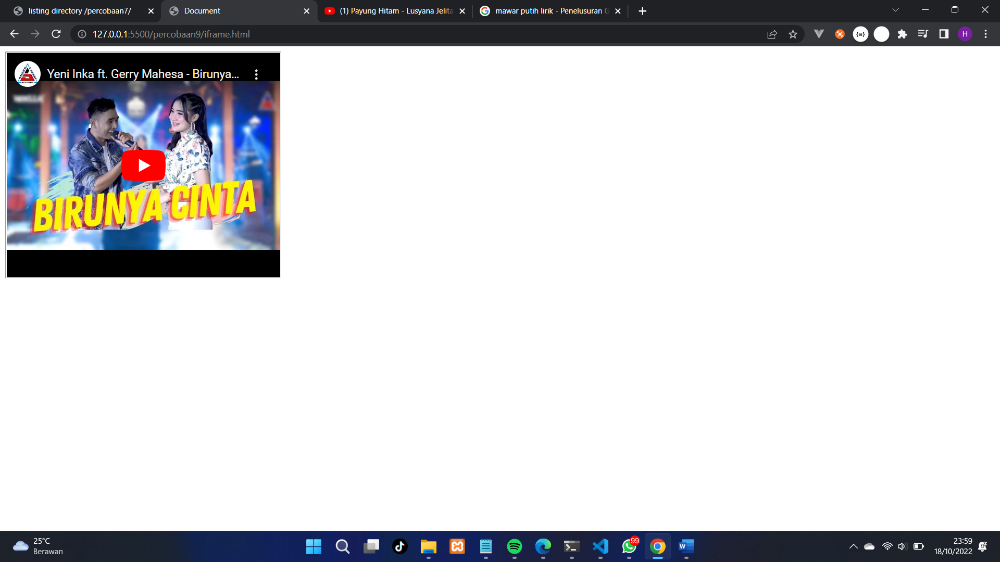 listing directory /percobaan7/
Document
(1) Payung Hitam - Lusyana Jelita
mawar putih lirik - Penelusuran G
127.0.0.1:5500/percobaan9/iframe.html
H
Yeni Inka ft. Gerry Mahesa - Birunya...
BIRUNYA CINTA
25°C
Berawan
99
23:59
18/10/2022